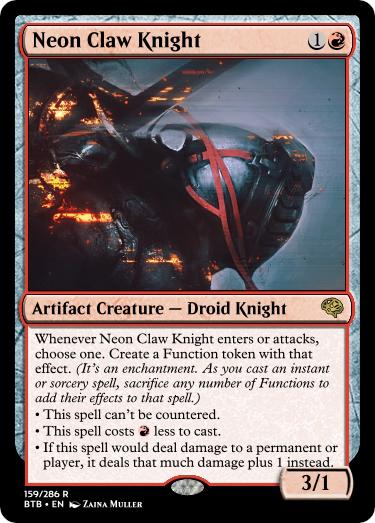 Neon Claw Knight 1
Artifact Creature — Droid Knight
Whenever Neon Claw Knight enters or attacks,
choose one. Create a Function token with that
effect. (It's an enchantment. As you cast an instant
or sorcery spell, sacrifice any number of Functions to
add their effects to that spell.)
• This spell can't be countered.
• This spell costs less to cast.
• If this spell would deal damage to a permanent or
player, it deals that much damage plus 1 instead.
3/1
159/286 R
BTB • EN Zaina Muller